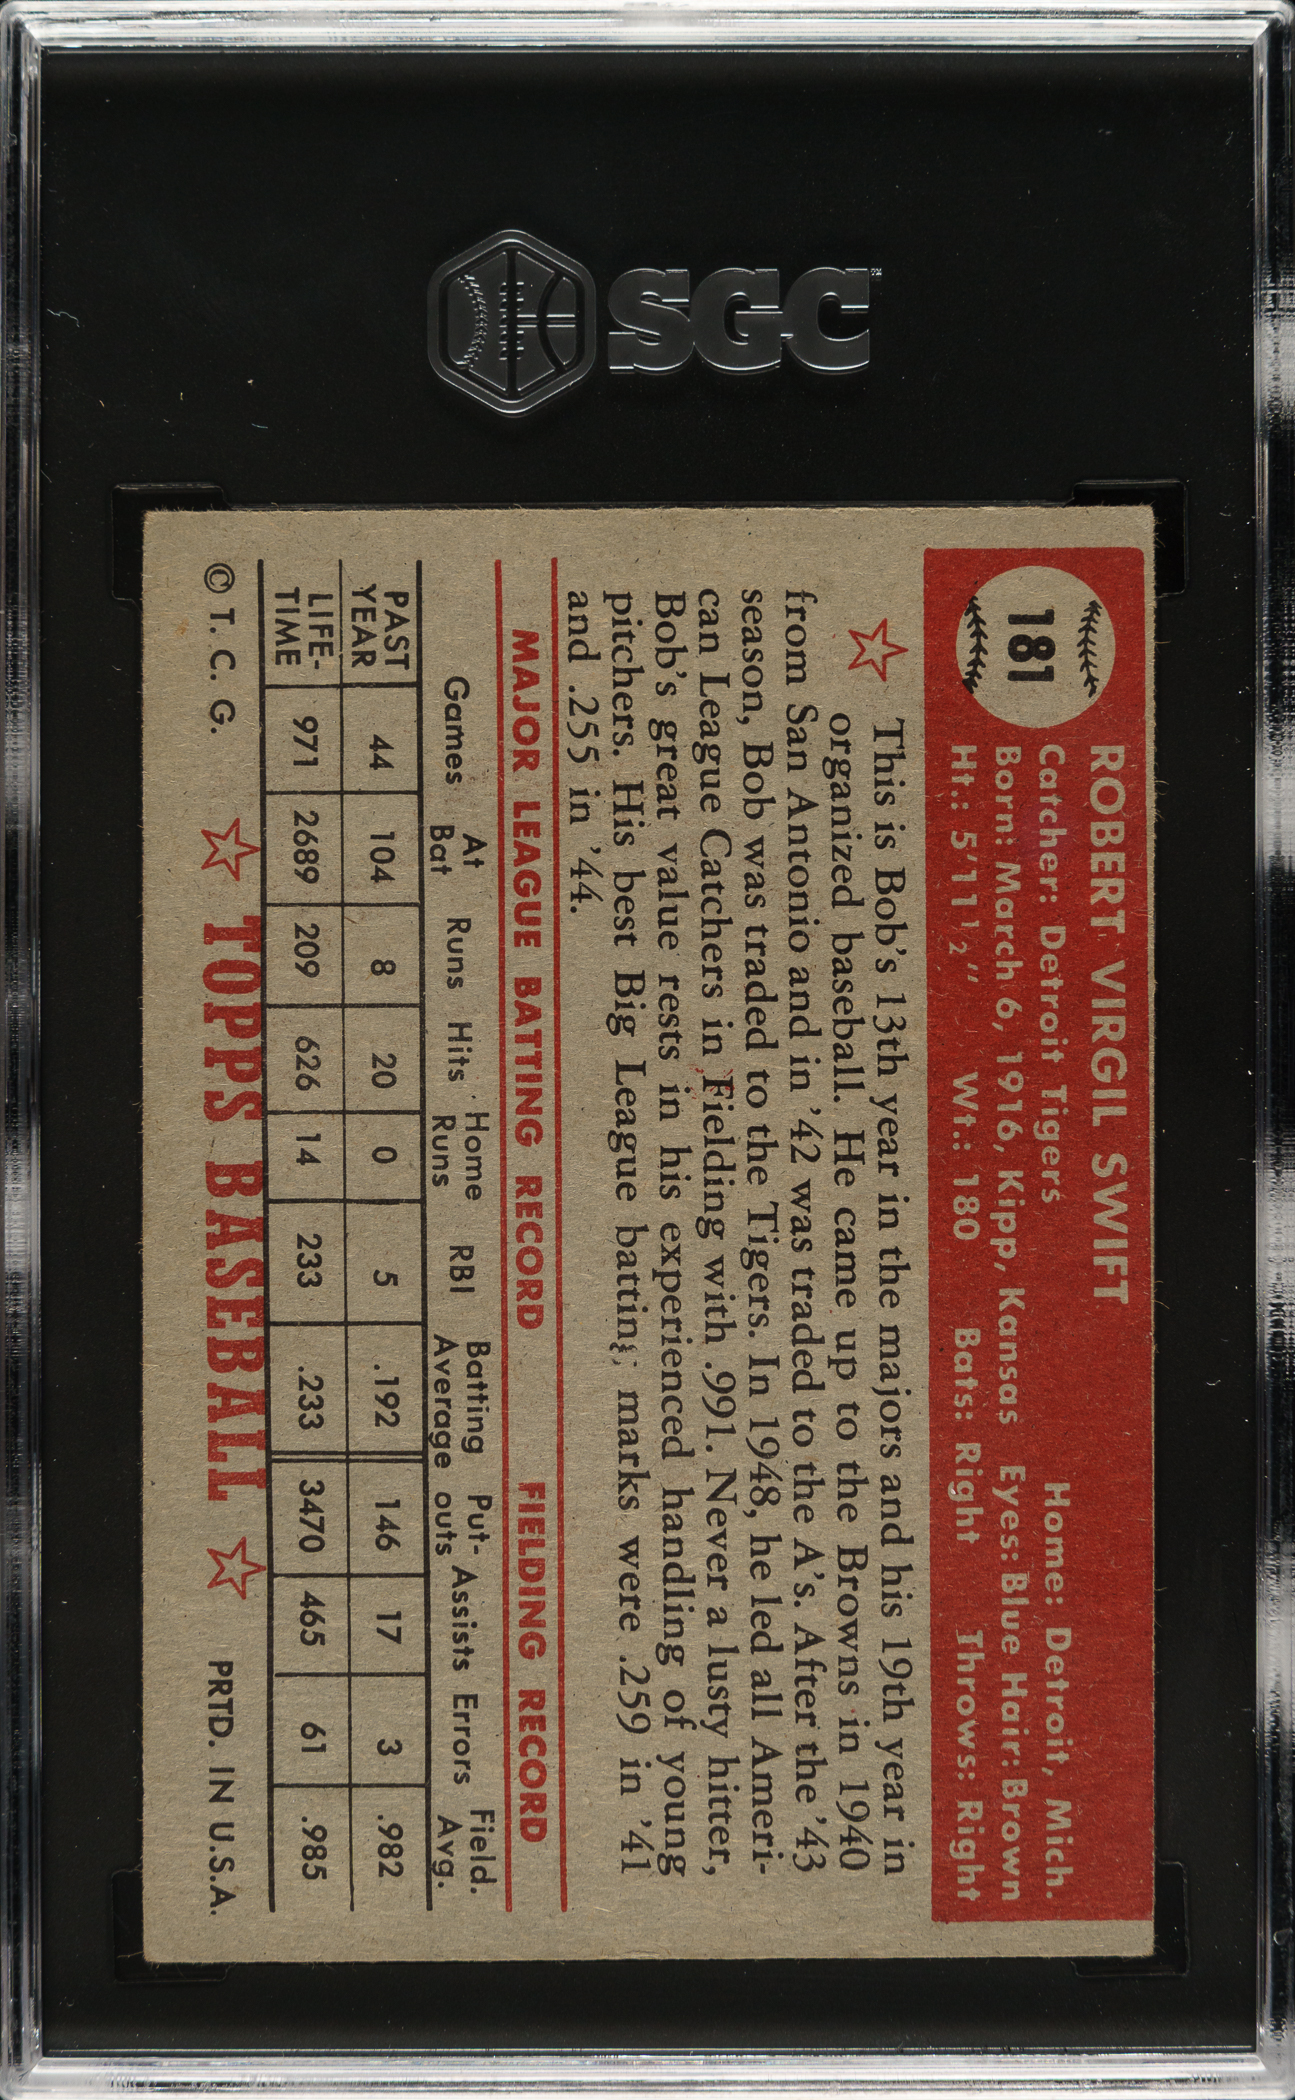 SGC
181
ROBERT VIRGIL SWIFT
Catcher: Detroit Tigers Home: Detroit, Mich.
Born: March 6, 1916, Kipp, Kansas Eyes: Blue Hair: Brown
Ht.: 5'11½" Wt.: 180 Bats: Right Throws: Right
This is Bob's 13th year in the majors and his 19th year in
organized baseball. He came up to the Browns in 1940
from San Antonio and in '42 was traded to the A's. After the '43
season, Bob was traded to the Tigers. In 1948, he led all Ameri-
can League Catchers in Fielding with .991. Never a lusty hitter,
Bob's great value rests in his experienced handling of young
pitchers. His best Big League batting marks were .259 in '41
and .255 in '44.
MAJOR LEAGUE BATTING RECORD FIELDING RECORD
Games At Bat Runs Hits Home Runs RBI Batting Average Put-outs Assists Errors Field. Avg.
PAST YEAR 44 104 8 20 0 5 .192 146 17 3 .982
LIFE-TIME 971 2689 209 626 14 233 .233 3470 465 61 .985
© T. C. G. TOPPS BASEBALL PRTD. IN U.S.A.